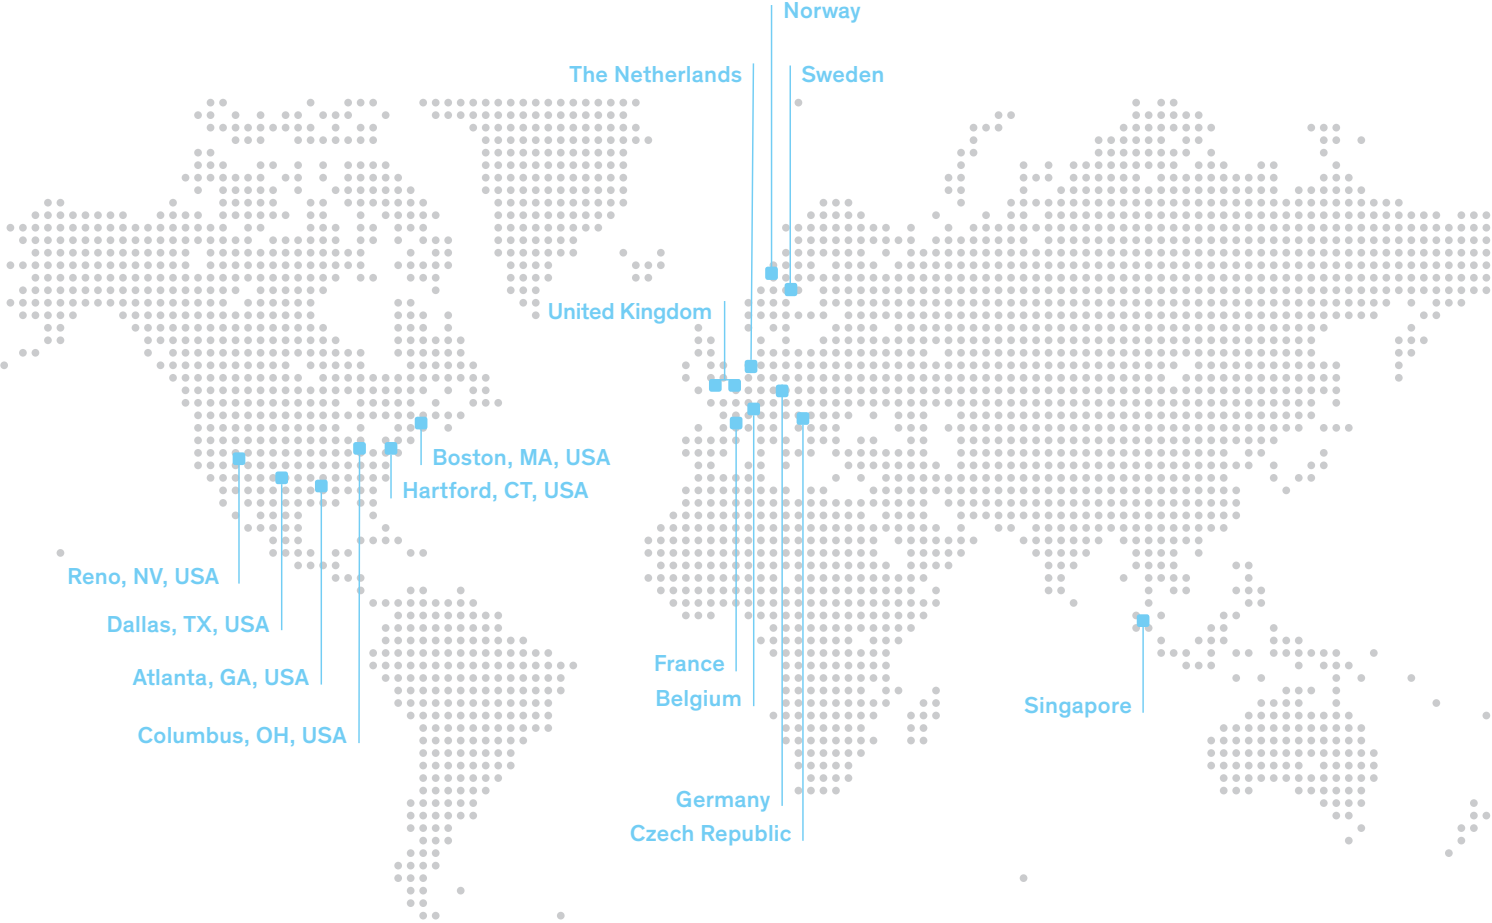 Norway
The Netherlands
Sweden
United Kingdom
Boston, MA, USA
Hartford, CT, USA
Reno, NV, USA
Dallas, TX, USA
Atlanta, GA, USA
Columbus, OH, USA
France
Belgium
Singapore
Germany
Czech Republic